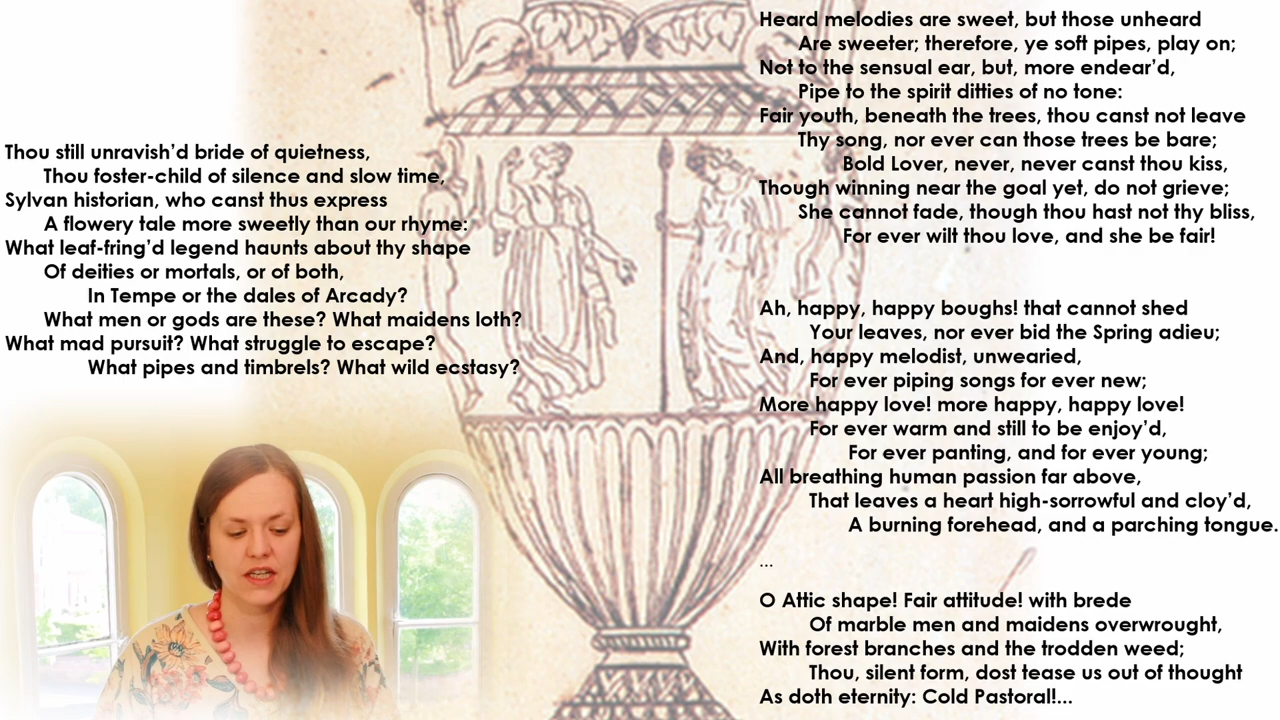 Thou still unravish'd bride of quietness,
Thou foster-child of silence and slow time,
Sylvan historian, who canst thus express
A flowery tale more sweetly than our rhyme:
What leaf-fring'd legend haunts about thy shape
Of deities or mortals, or of both,
In Tempe or the dales of Arcady?
What men or gods are these? What maidens loth?
What mad pursuit? What struggle to escape?
What pipes and timbrels? What wild ecstasy?
Heard melodies are sweet, but those unheard
Are sweeter; therefore, ye soft pipes, play on;
Not to the sensual ear, but, more endear'd,
Pipe to the spirit ditties of no tone:
Fair youth, beneath the trees, thou canst not leave
Thy song, nor ever can those trees be bare;
Bold Lover, never, never canst thou kiss,
Though winning near the goal yet, do not grieve;
She cannot fade, though thou hast not thy bliss,
For ever wilt thou love, and she be fair!
Ah, happy, happy boughs! that cannot shed
Your leaves, nor ever bid the Spring adieu;
And, happy melodist, unwearied,
For ever piping songs for ever new;
More happy love! more happy, happy love!
For ever warm and still to be enjoy'd,
For ever panting, and for ever young;
All breathing human passion far above,
That leaves a heart high-sorrowful and cloy'd,
A burning forehead, and a parching tongue.
...
O Attic shape! Fair attitude! with brede
Of marble men and maidens overwrought,
With forest branches and the trodden weed;
Thou, silent form, dost tease us out of thought
As doth eternity: Cold Pastoral!...